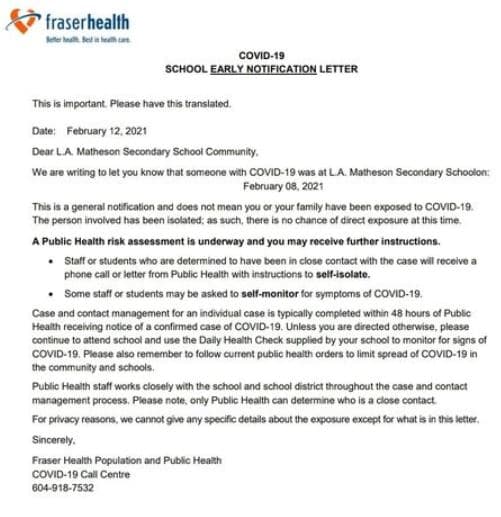 fraserhealth
Better health. Best in health care.
COVID-19
SCHOOL EARLY NOTIFICATION LETTER
This is important. Please have this translated.
Date: February 12, 2021
Dear L.A. Matheson Secondary School Community,
We are writing to let you know that someone with COVID-19 was at L.A. Matheson Secondary Schoolon:
February 08, 2021
This is a general notification and does not mean you or your family have been exposed to COVID-19.
The person involved has been isolated; as such, there is no chance of direct exposure at this time.
A Public Health risk assessment is underway and you may receive further instructions.
• Staff or students who are determined to have been in close contact with the case will receive a
phone call or letter from Public Health with instructions to self-isolate.
• Some staff or students may be asked to self-monitor for symptoms of COVID-19.
Case and contact management for an individual case is typically completed within 48 hours of Public
Health receiving notice of a confirmed case of COVID-19. Unless you are directed otherwise, please
continue to attend school and use the Daily Health Check supplied by your school to monitor for signs of
COVID-19. Please also remember to follow current public health orders to limit spread of COVID-19 in
the community and schools.
Public Health staff works closely with the school and school district throughout the case and contact
management process. Please note, only Public Health can determine who is a close contact.
For privacy reasons, we cannot give any specific details about the exposure except for what is in this letter.
Sincerely,
Fraser Health Population and Public Health
COVID-19 Call Centre
604-918-7532